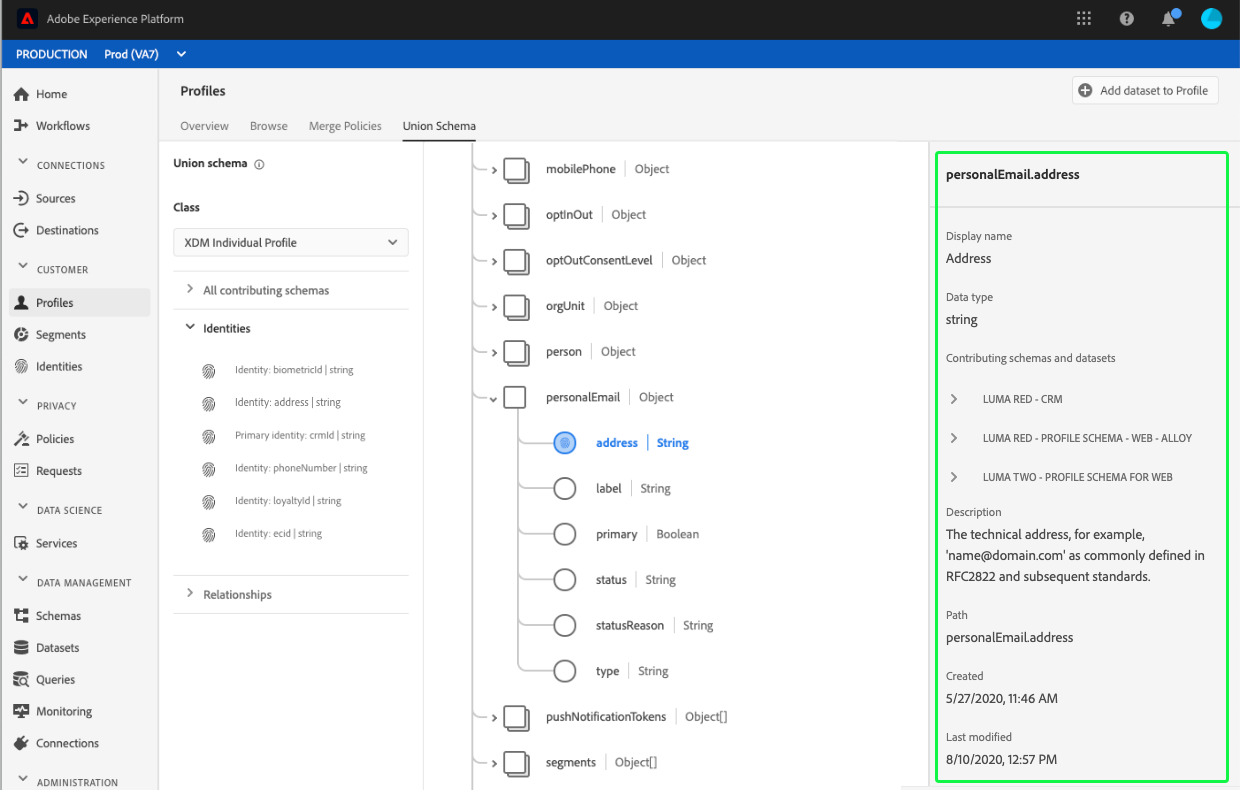 Adobe Experience Platform
PRODUCTION Prod (VA7)
Home
Workflows
CONNECTIONS
Sources
Destinations
CUSTOMER
Profiles
Segments
Identities
PRIVACY
Policies
Requests
DATA SCIENCE
Services
DATA MANAGEMENT
Schemas
Datasets
Queries
Monitoring
Connections
ADMINISTRATION
Profiles
Add dataset to Profile
Overview Browse Merge Policies Union Schema
Union schema
Class
XDM Individual Profile
All contributing schemas
Identities
Identity: biometricId | string
Identity: address | string
Primary identity: crmId | string
Identity: phoneNumber | string
Identity: loyaltyId | string
Identity: ecid | string
Relationships
mobilePhone | Object
optInOut | Object
optOutConsentLevel | Object
orgUnit | Object
person | Object
personalEmail | Object
address | String
label | String
primary | Boolean
status | String
statusReason | String
type | String
pushNotificationTokens | Object[]
segments | Object[]
personalEmail.address
Display name
Address
Data type
string
Contributing schemas and datasets
LUMA RED - CRM
LUMA RED - PROFILE SCHEMA - WEB - ALLOY
LUMA TWO - PROFILE SCHEMA FOR WEB
Description
The technical address, for example,
'name@domain.com' as commonly defined in
RFC2822 and subsequent standards.
Path
personalEmail.address
Created
5/27/2020, 11:46 AM
Last modified
8/10/2020, 12:57 PM